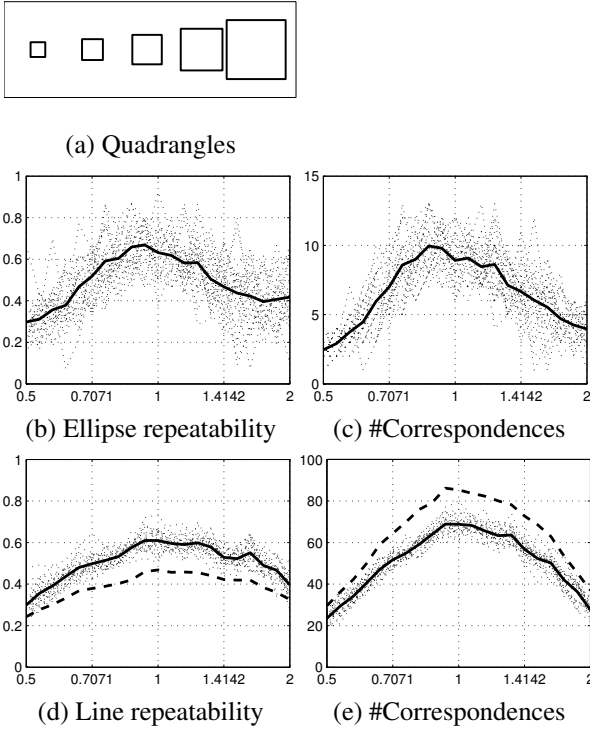 (a) Quadrangles
1
0.8
0.6
0.4
0.2
0
0.5 0.7071 1 1.4142 2
(b) Ellipse repeatability
15
10
5
0
0.5 0.7071 1 1.4142 2
(c) #Correspondences
1
0.8
0.6
0.4
0.2
0
0.5 0.7071 1 1.4142 2
(d) Line repeatability
100
80
60
40
20
0
0.5 0.7071 1 1.4142 2
(e) #Correspondences